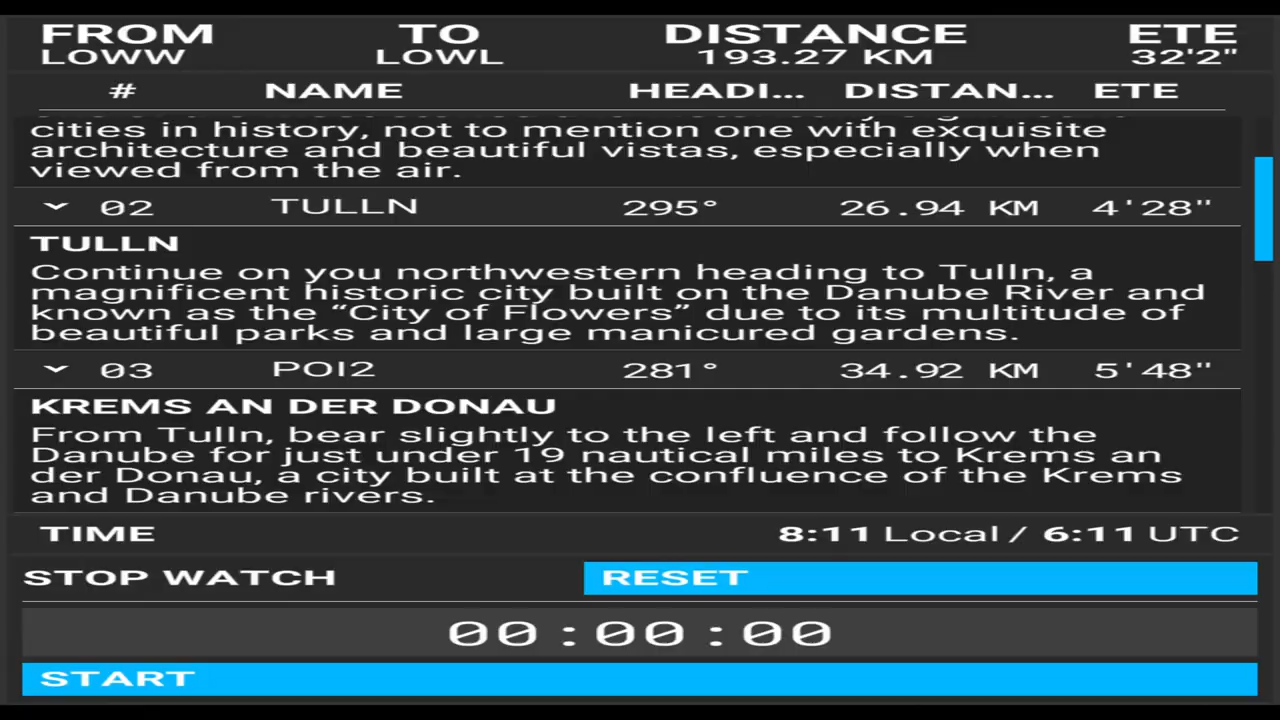 FROM TO DISTANCE ETE
LOWW LOWL 193.27 KM 32'2"
# NAME HEADI... DISTAN... ETE
cities in history, not to mention one with exquisite
architecture and beautiful vistas, especially when
viewed from the air.
02 TULLN 295° 26.94 KM 4'28"
TULLN
Continue on you northwestern heading to Tulln, a
magnificent historic city built on the Danube River and
known as the “City of Flowers” due to its multitude of
beautiful parks and large manicured gardens.
03 POI2 281° 34.92 KM 5'48"
KREMS AN DER DONAU
From Tulln, bear slightly to the left and follow the
Danube for just under 19 nautical miles to Krems an
der Donau, a city built at the confluence of the Krems
and Danube rivers.
TIME 8:11 Local / 6:11 UTC
STOP WATCH RESET
00:00:00
START